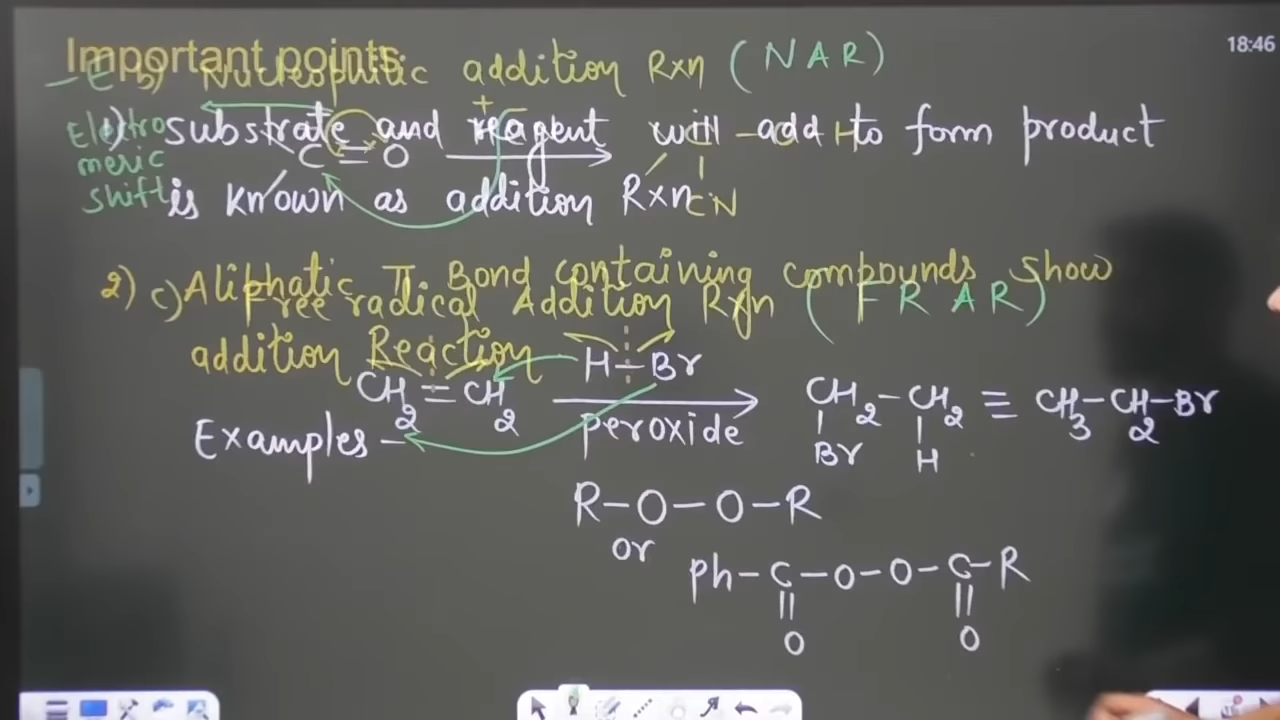 18:46
Important points
- E b) Nucleophilic addition Rxn (NAR)
1) substrate and reagent will add to form product
Electro
meric
shift
C = O
is known as addition Rxn
CN
2) Aliphatic π Bond containing compounds show
c) Free radical Addition Rxn (FRAR)
addition Reaction
CH2 = CH2 H-Br CH2-CH2 ≡ CH3-CH2-Br
peroxide
Br H
Examples -
R-O-O-R
or
Ph-C-O-O-C-R
O O